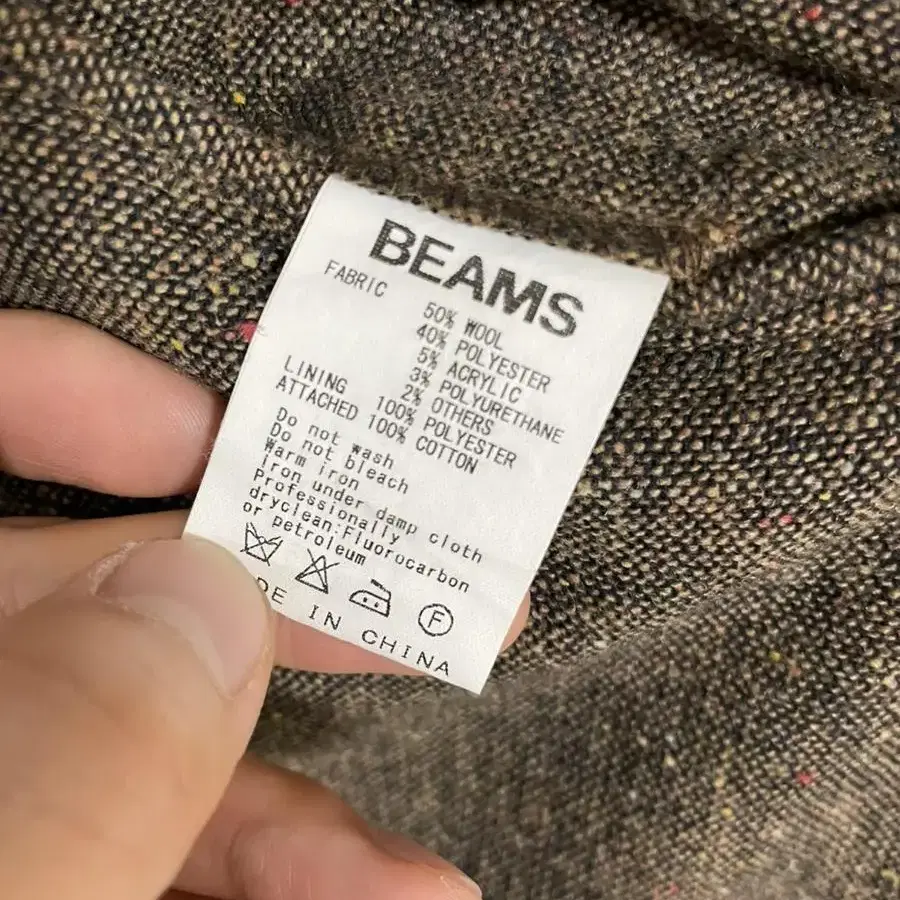 BEAMS
FABRIC
50% WOOL
40% POLYESTER
5% ACRYLIC
3% POLYURETHANE
2% OTHERS
LINING 100% POLYESTER
ATTACHED 100% COTTON
Do not wash
Do not bleach
Warm iron
iron under damp cloth
professionally
dryclean:Fluorocarbon
or petroleum
F
DE IN CHINA